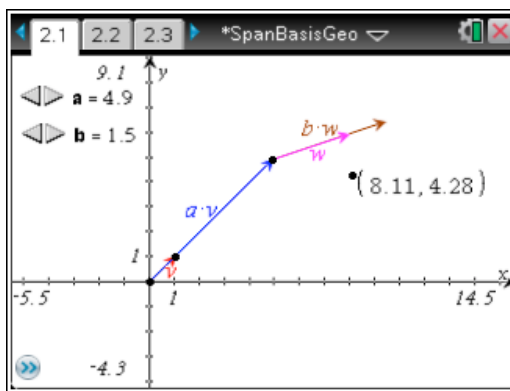 2.1 2.2 2.3 *SpanBasisGeo
9.1 y
a = 4.9
b = 1.5
b·w
w
(8.11, 4.28)
a·v
1
v
x
-5.5 1 14.5
-4.3